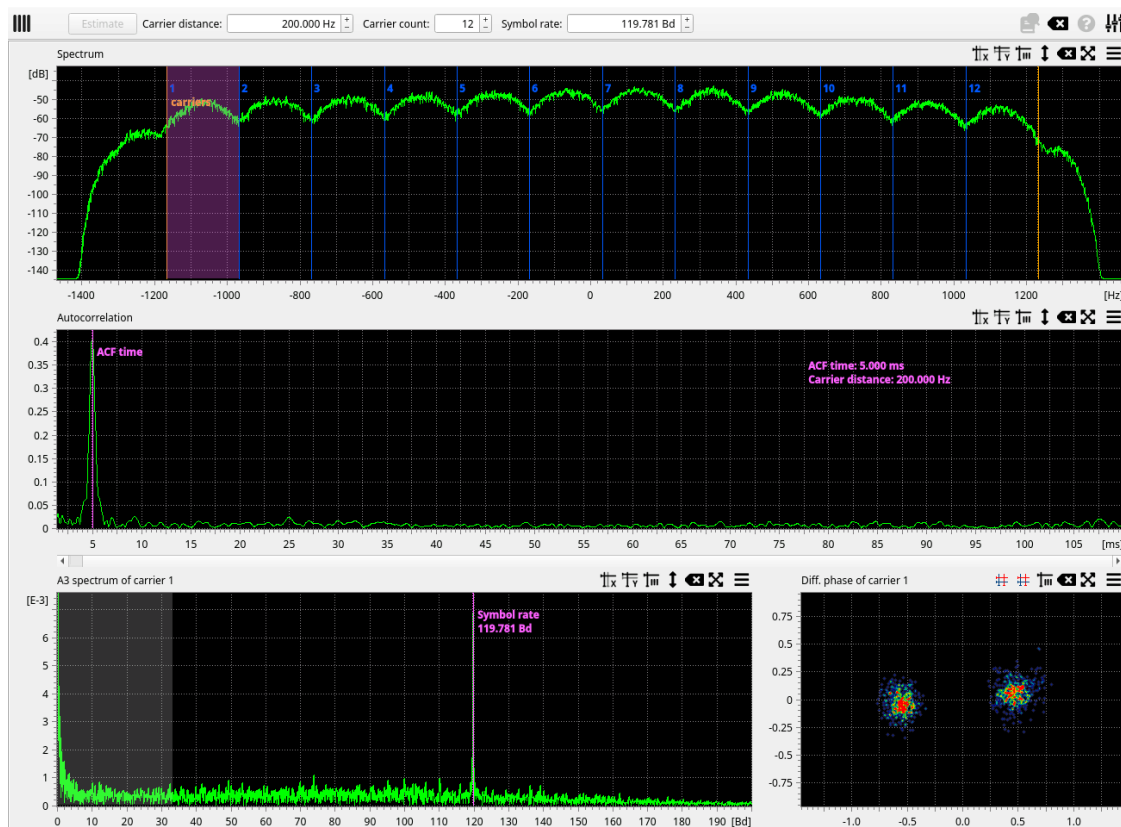 Estimate Carrier distance: 200.000 Hz Carrier count: 12 Symbol rate: 119.781 Bd
Spectrum
[dB]
1 2 3 4 5 6 7 8 9 10 11 12
carriers
-50
-60
-70
-80
-90
-100
-110
-120
-130
-140
-1400 -1200 -1000 -800 -600 -400 -200 0 200 400 600 800 1000 1200 [Hz]
Autocorrelation
0.4
ACF time
0.35
ACF time: 5.000 ms
Carrier distance: 200.000 Hz
0.3
0.25
0.2
0.15
0.1
0.05
0
5 10 15 20 25 30 35 40 45 50 55 60 65 70 75 80 85 90 95 100 105 [ms]
A3 spectrum of carrier 1
[E-3]
Symbol rate
119.781 Bd
6
5
4
3
2
1
0
0 10 20 30 40 50 60 70 80 90 100 110 120 130 140 150 160 170 180 190 [Bd]
Diff. phase of carrier 1
0.75
0.5
0.25
0
-0.25
-0.5
-0.75
-1.0 -0.5 0.0 0.5 1.0